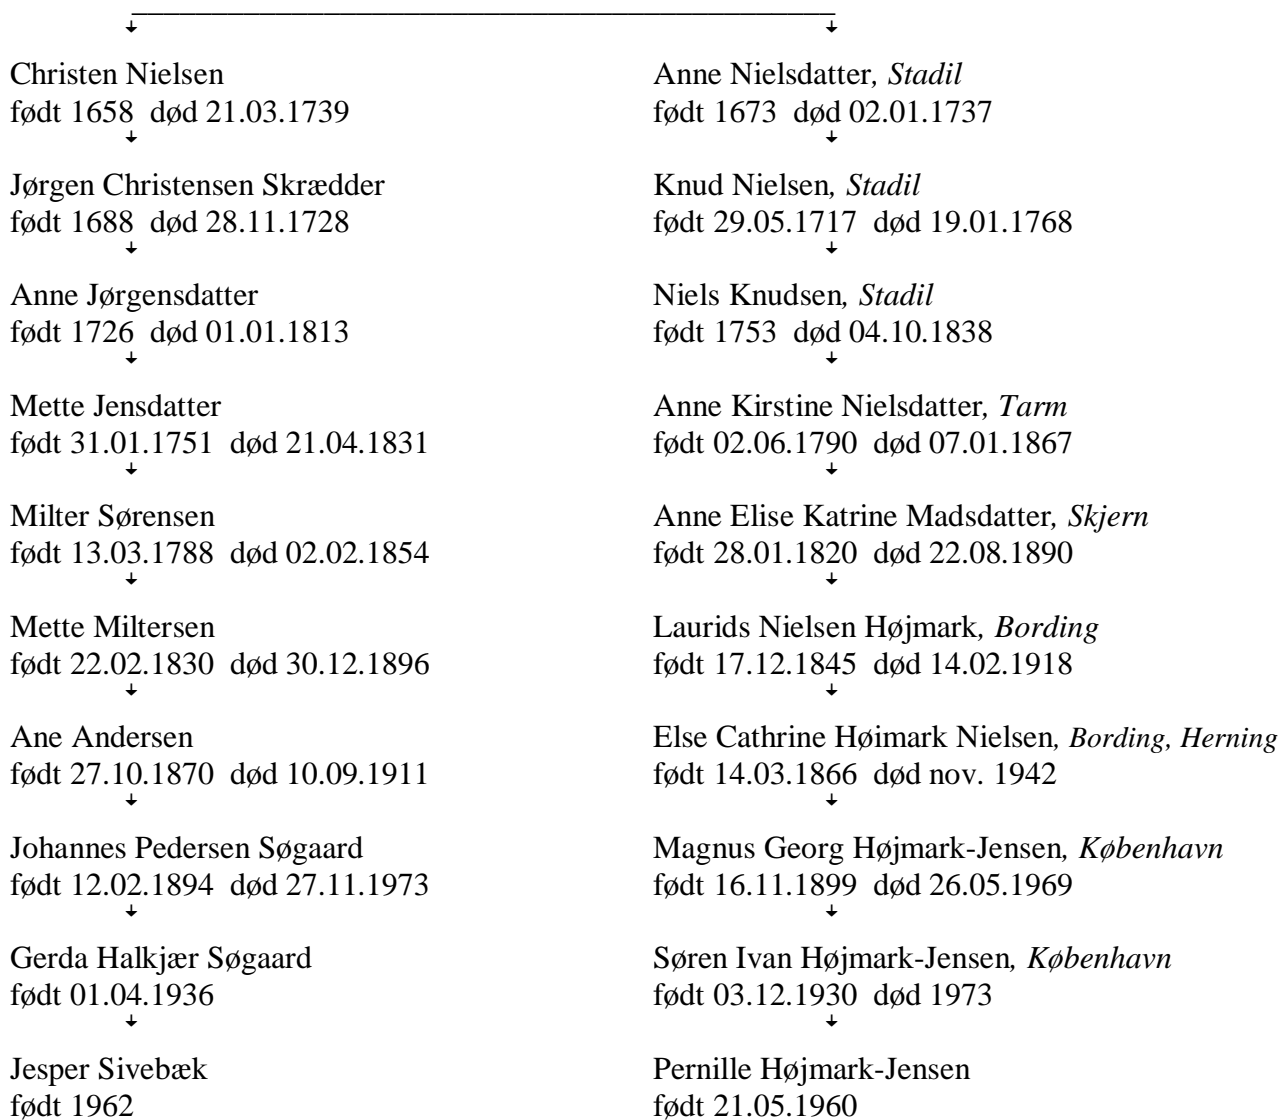 Christen Nielsen
født 1658 død 21.03.1739
Jørgen Christensen Skrædder
født 1688 død 28.11.1728
Anne Jørgensdatter
født 1726 død 01.01.1813
Mette Jensdatter
født 31.01.1751 død 21.04.1831
Milter Sørensen
født 13.03.1788 død 02.02.1854
Mette Miltersen
født 22.02.1830 død 30.12.1896
Ane Andersen
født 27.10.1870 død 10.09.1911
Johannes Pedersen Søgaard
født 12.02.1894 død 27.11.1973
Gerda Halkjær Søgaard
født 01.04.1936
Jesper Sivebæk
født 1962
Anne Nielsdatter, Stadil
født 1673 død 02.01.1737
Knud Nielsen, Stadil
født 29.05.1717 død 19.01.1768
Niels Knudsen, Stadil
født 1753 død 04.10.1838
Anne Kirstine Nielsdatter, Tarm
født 02.06.1790 død 07.01.1867
Anne Elise Katrine Madsdatter, Skjern
født 28.01.1820 død 22.08.1890
Laurids Nielsen Højmark, Bording
født 17.12.1845 død 14.02.1918
Else Cathrine Høimark Nielsen, Bording, Herning
født 14.03.1866 død nov. 1942
Magnus Georg Højmark-Jensen, København
født 16.11.1899 død 26.05.1969
Søren Ivan Højmark-Jensen, København
født 03.12.1930 død 1973
Pernille Højmark-Jensen
født 21.05.1960